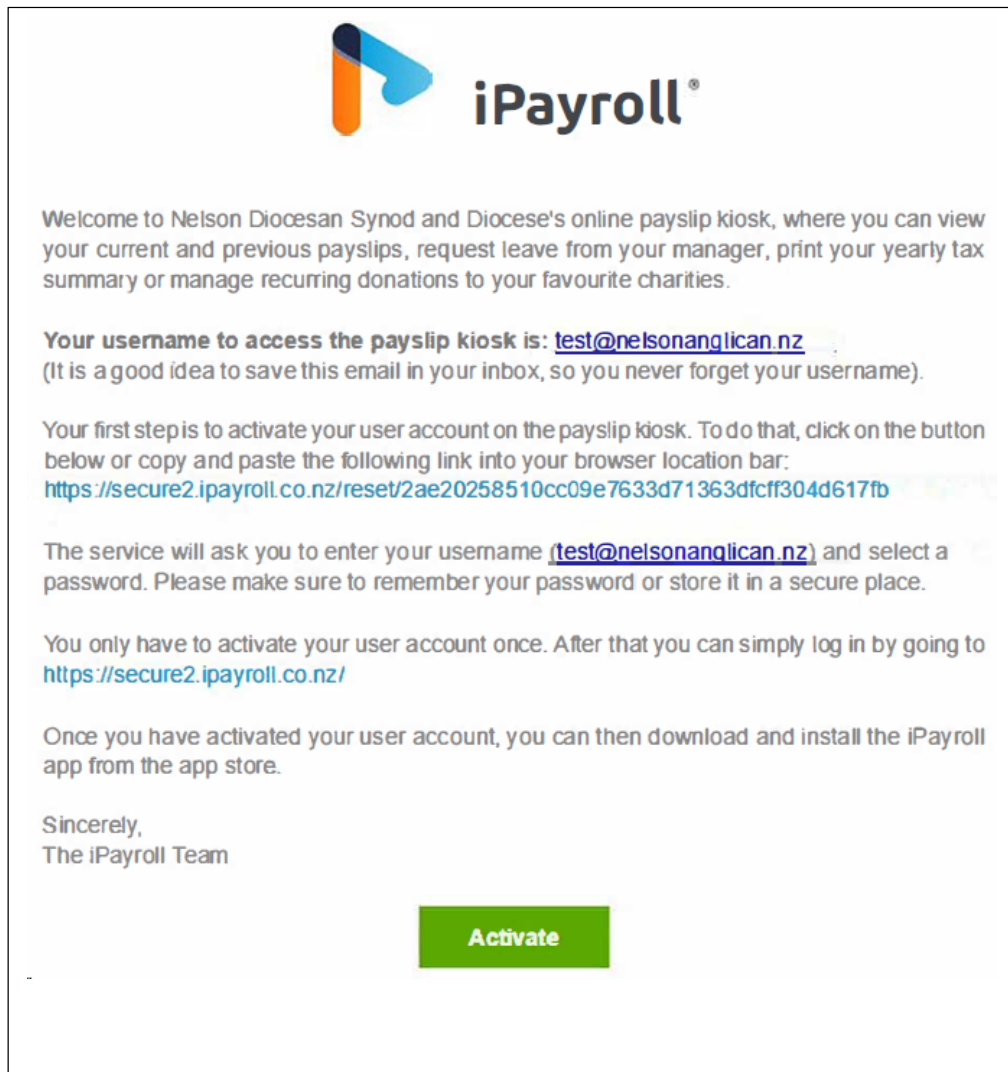 iPayroll®
Welcome to Nelson Diocesan Synod and Diocese's online payslip kiosk, where you can view
your current and previous payslips, request leave from your manager, print your yearly tax
summary or manage recurring donations to your favourite charities.
Your username to access the payslip kiosk is: test@nelsonanglican.nz
(It is a good idea to save this email in your inbox, so you never forget your username).
Your first step is to activate your user account on the payslip kiosk. To do that, click on the button
below or copy and paste the following link into your browser location bar:
https://secure2.ipayroll.co.nz/reset/2ae20258510cc09e7633d71363dfcff304d617fb
The service will ask you to enter your username (test@nelsonanglican.nz) and select a
password. Please make sure to remember your password or store it in a secure place.
You only have to activate your user account once. After that you can simply log in by going to
https://secure2.ipayroll.co.nz/
Once you have activated your user account, you can then download and install the iPayroll
app from the app store.
Sincerely,
The iPayroll Team
Activate